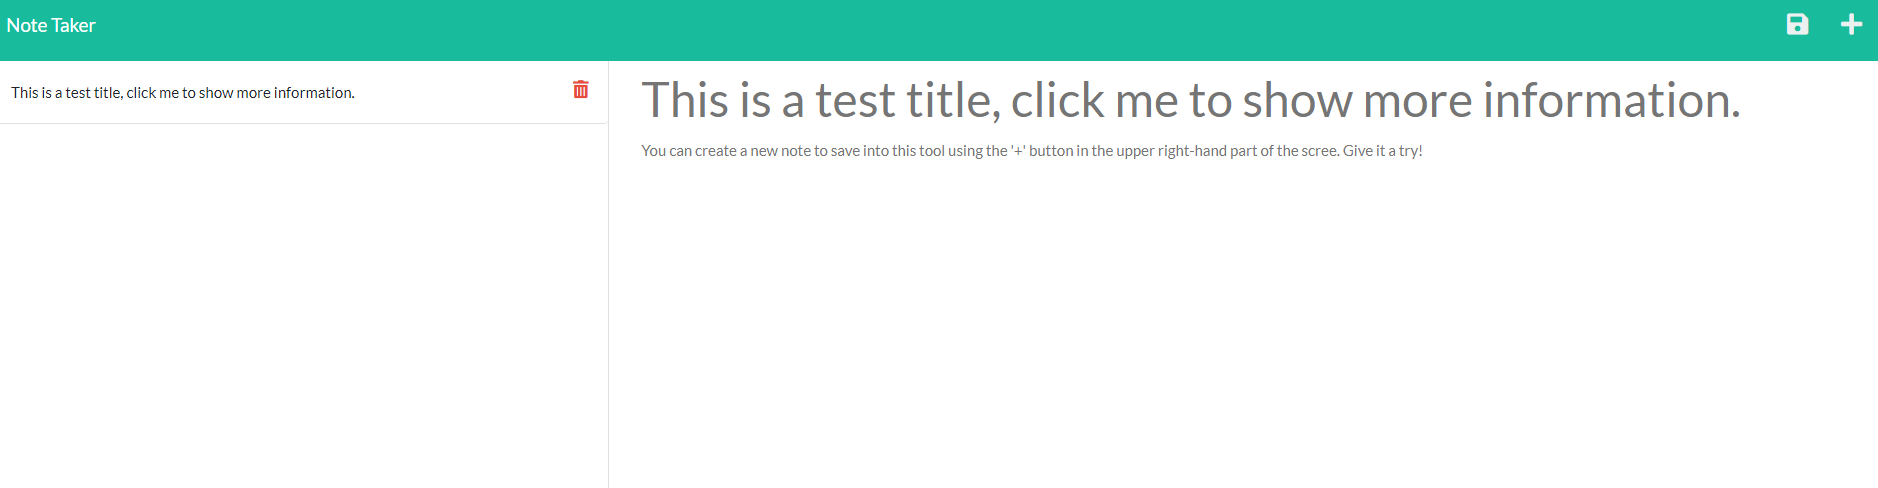 Note Taker
This is a test title, click me to show more information.
This is a test title, click me to show more information.
You can create a new note to save into this tool using the '+' button in the upper right-hand part of the scree. Give it a try!